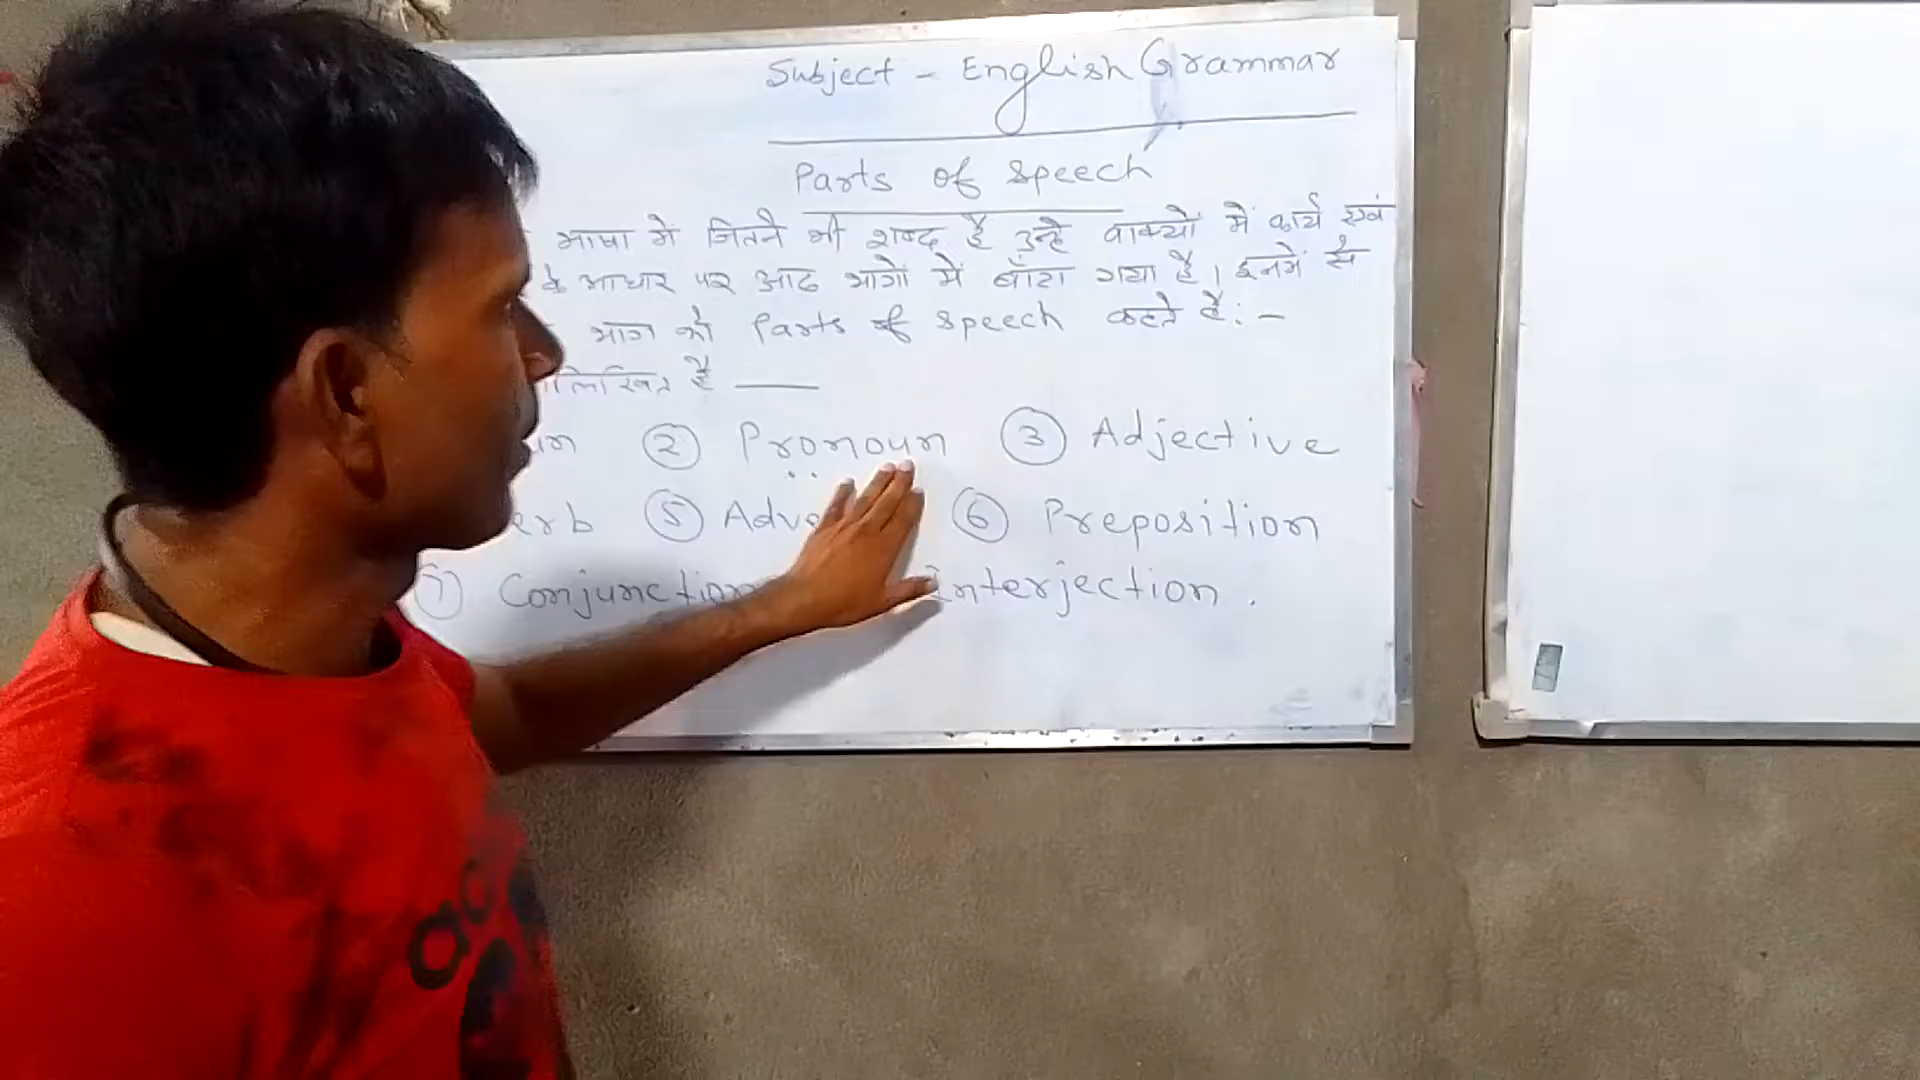 Subject - English Grammar
Parts of speech
भाषा में जितने भी शब्द हैं उन्हे वाक्यों में कार्य एवं
के आधार पर आठ भागों में बाँटा गया है। इनमें से
भाग को Parts of speech कहते है:-
है
② Pronoun ③ Adjective
⑤ ⑥ Preposition
Conjunction Interjection.